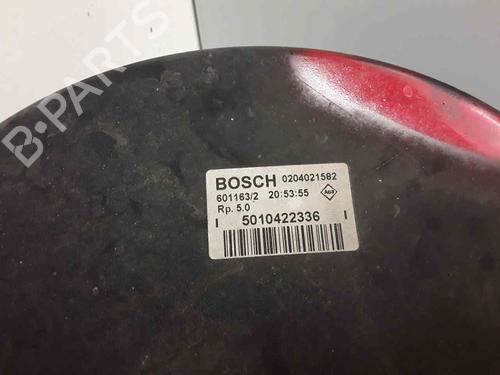 B-PARTS
BOSCH 0204021582
601163/2 20:53:55
Rp. 5.0
I 5010422336 I